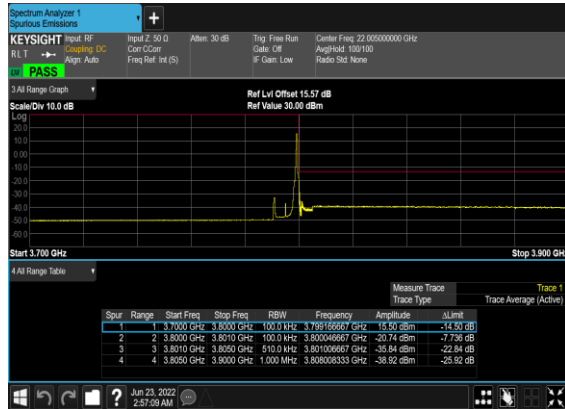 Spectrum Analyzer 1
Spurious Emissions
+
KEYSIGHT Input: RF Input Z: 50 Ω Atten: 30 dB Trig: Free Run Center Freq: 22.005000000 GHz
RLT Coupling: DC Corr CCorr Gate: Off Avg|Hold: 100/100
Align: Auto Freq Ref: Int (S) IF Gain: Low Radio Std: None
LXI PASS
3 All Range Graph
Ref Lvl Offset 15.57 dB
Scale/Div 10.0 dB Ref Value 30.00 dBm
Log
20.0
10.0
0.00
-10.0
-20.0
-30.0
-40.0
-50.0
-60.0
Start 3.700 GHz Stop 3.900 GH
4 All Range Table
Measure Trace Trace 1
Trace Type Trace Average (Active)
Spur Range Start Freq Stop Freq RBW Frequency Amplitude ΔLimit
1 1 3.7000 GHz 3.8000 GHz 100.0 kHz 3.799166667 GHz 15.50 dBm -14.50 dB
2 2 3.8000 GHz 3.8010 GHz 100.0 kHz 3.800046667 GHz -20.74 dBm -7.736 dB
3 3 3.8010 GHz 3.8050 GHz 510.0 kHz 3.801006667 GHz -35.84 dBm -22.84 dB
4 4 3.8050 GHz 3.9000 GHz 1.000 MHz 3.808008333 GHz -38.92 dBm -25.92 dB
?
Jun 23, 2022
2:57:09 AM